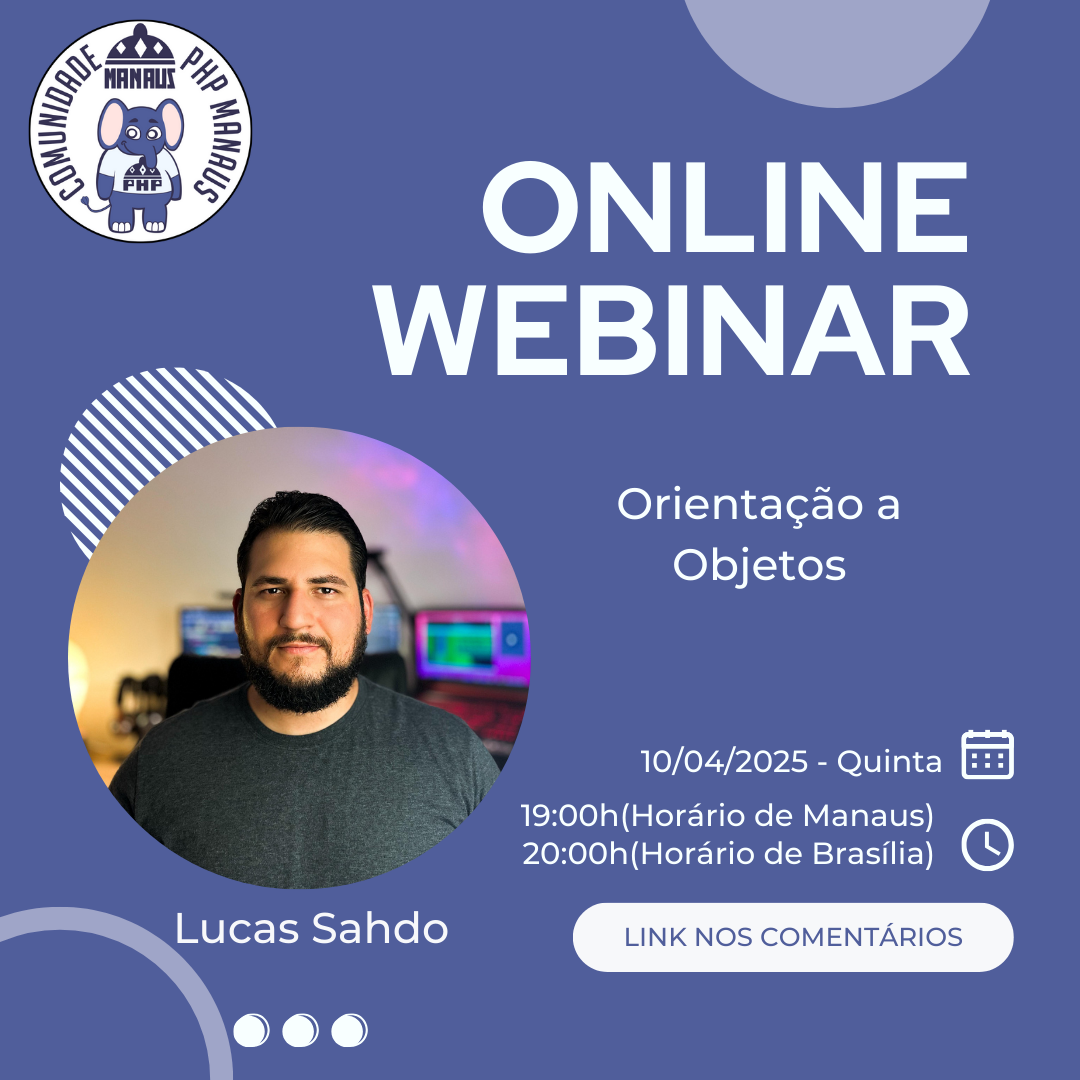 COMUNIDADE PHP MANAUS
MANAUS
PHP
ONLINE
WEBINAR
Orientação a
Objetos
10/04/2025 - Quinta
19:00h(Horário de Manaus)
20:00h(Horário de Brasília)
Lucas Sahdo
LINK NOS COMENTÁRIOS